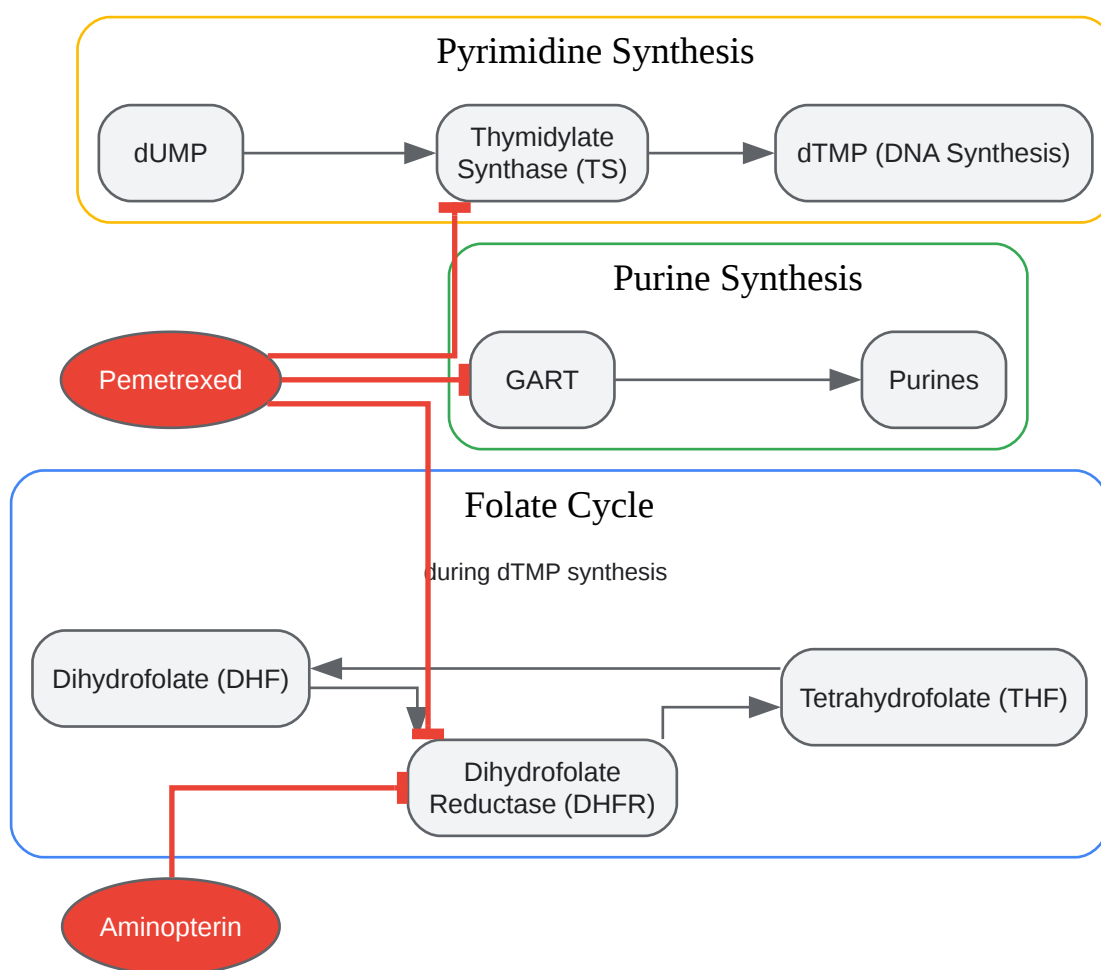 Pyrimidine Synthesis
dUMP
Thymidylate
Synthase (TS)
dTMP (DNA Synthesis)
Purine Synthesis
Pemetrexed
GART
Purines
Folate Cycle
during dTMP synthesis
Dihydrofolate (DHF)
Tetrahydrofolate (THF)
Dihydrofolate
Reductase (DHFR)
Aminopterin